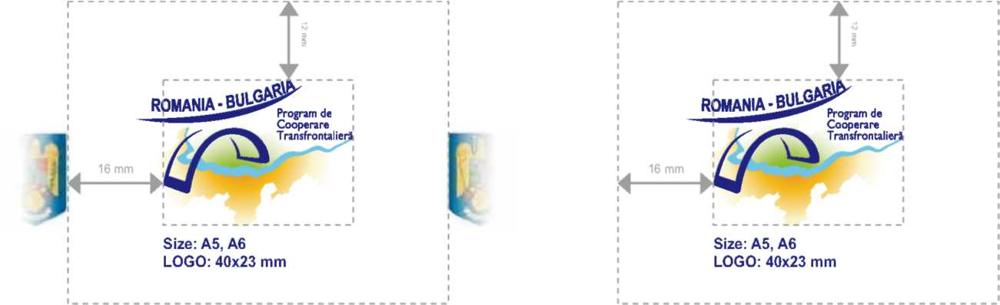 12 mm
ROMANIA - BULGARIA
Program de
Cooperare
Transfrontalieră
16 mm
Size: A5, A6
LOGO: 40x23 mm
12 mm
ROMANIA - BULGARIA
Program de
Cooperare
Transfrontalieră
16 mm
Size: A5, A6
LOGO: 40x23 mm